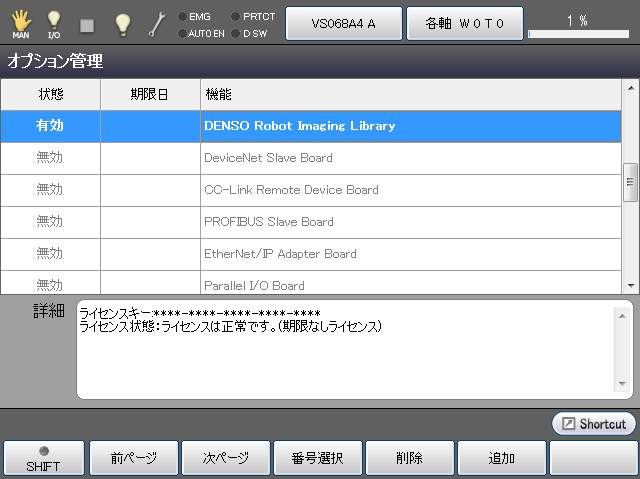 MAN
I/O
EMG
PRTCT
AUTO EN
D SW
VS068A4 A
各軸 W0T0
1 %
オプション管理
状態 期限日 機能
有効 DENSO Robot Imaging Library
無効 DeviceNet Slave Board
無効 CC-Link Remote Device Board
無効 PROFIBUS Slave Board
無効 EtherNet/IP Adapter Board
無効 Parallel I/O Board
詳細
ライセンスキー:****-****-****-****-****
ライセンス状態:ライセンスは正常です。(期限なしライセンス)
Shortcut
SHIFT
前ページ
次ページ
番号選択
削除
追加